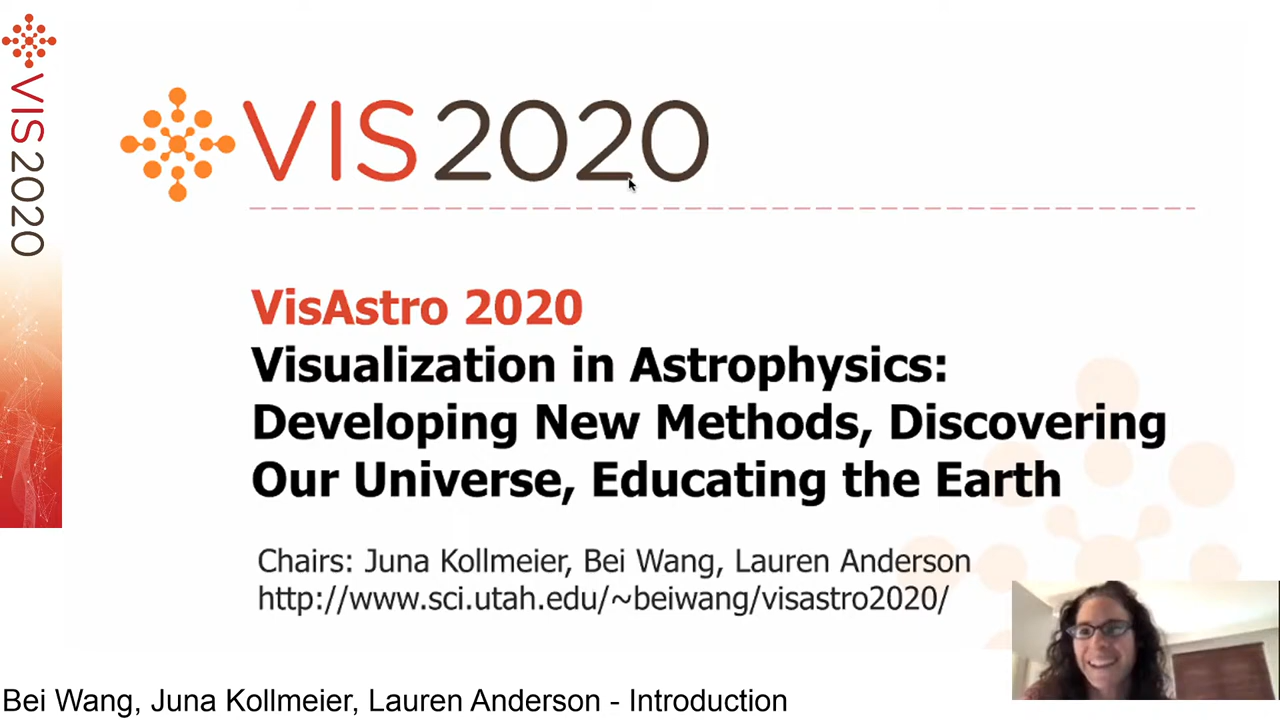 VIS2020
VIS2020
VisAstro 2020
Visualization in Astrophysics:
Developing New Methods, Discovering
Our Universe, Educating the Earth
Chairs: Juna Kollmeier, Bei Wang, Lauren Anderson
http://www.sci.utah.edu/~beiwang/visastro2020/
Bei Wang, Juna Kollmeier, Lauren Anderson - Introduction